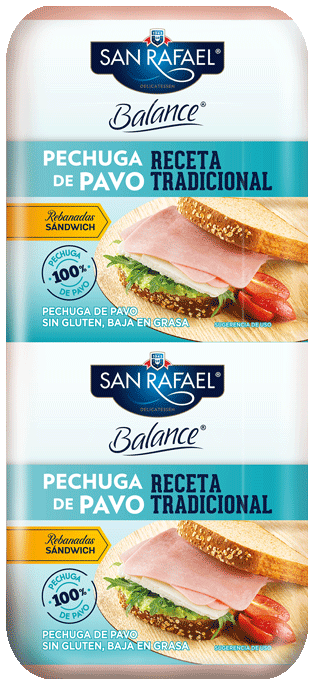 SAN RAFAEL®
DELICATESSEN
Balance®
PECHUGA
DE PAVO
RECETA
TRADICIONAL
Rebanadas
SÁNDWICH
PECHUGA
100%
DE PAVO
PECHUGA DE PAVO
SIN GLUTEN, BAJA EN GRASA
SUGERENCIA DE USO
SAN RAFAEL®
DELICATESSEN
Balance®
PECHUGA
DE PAVO
RECETA
TRADICIONAL
Rebanadas
SÁNDWICH
PECHUGA
100%
DE PAVO
PECHUGA DE PAVO
SIN GLUTEN, BAJA EN GRASA
SUGERENCIA DE USO